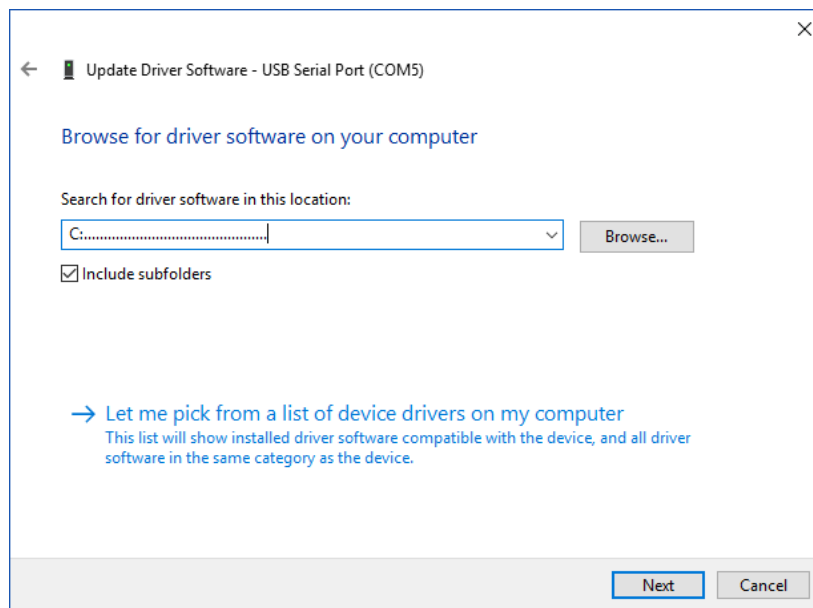 Update Driver Software - USB Serial Port (COM5)
Browse for driver software on your computer
Search for driver software in this location:
C:..............................................
Browse...
Include subfolders
Let me pick from a list of device drivers on my computer
This list will show installed driver software compatible with the device, and all driver
software in the same category as the device.
Next
Cancel